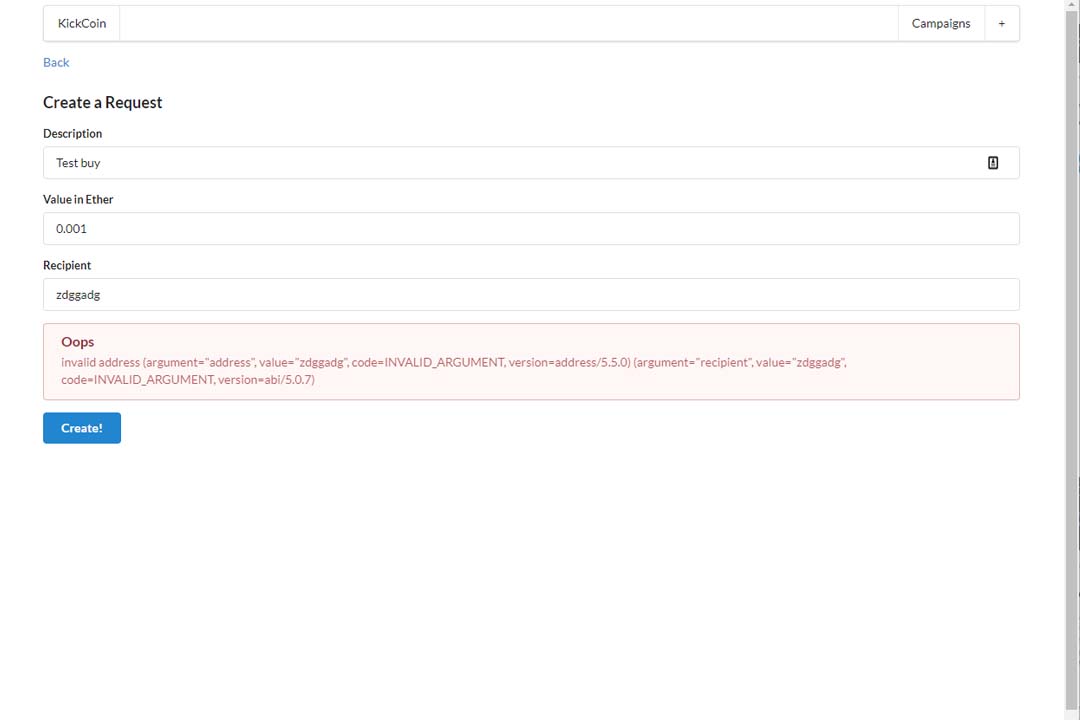 KickCoin Campaigns +
Back
Create a Request
Description
Test buy
Value in Ether
0.001
Recipient
zdggadg
Oops
invalid address (argument="address", value="zdggadg", code=INVALID_ARGUMENT, version=address/5.5.0) (argument="recipient", value="zdggadg",
code=INVALID_ARGUMENT, version=abi/5.0.7)
Create!